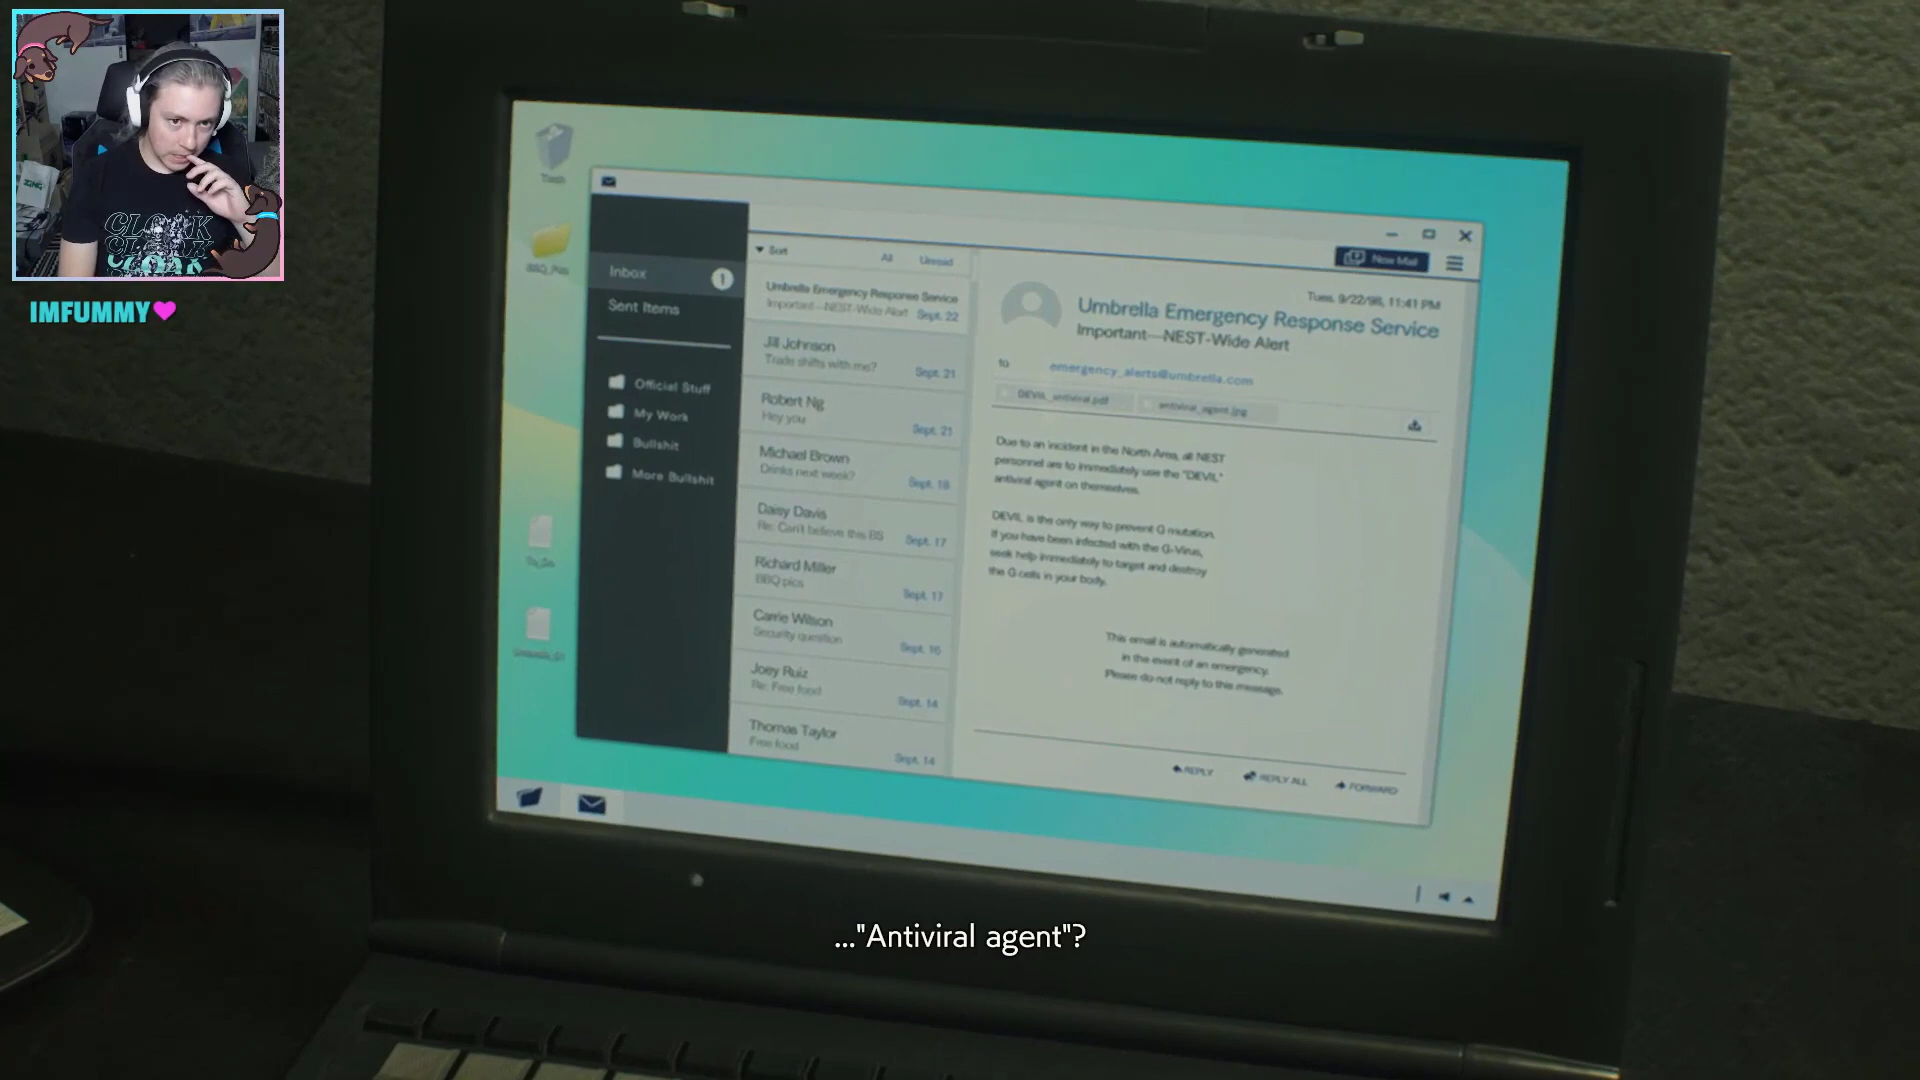 IMFUMMY
CLOAK
Trash
BBQ_Pics
To_Do
Inbox
1
Sent Items
Official Stuff
My Work
Bullshit
More Bullshit
Sort
All
Unread
Umbrella Emergency Response Service
Important—NEST-Wide Alert
Sept. 22
Jill Johnson
Trade shifts with me?
Sept. 21
Robert Ng
Hey you
Sept. 21
Michael Brown
Drinks next week?
Sept. 18
Daisy Davis
Re: Can't believe this BS
Sept. 17
Richard Miller
BBQ pics
Sept. 17
Carrie Wilson
Security question
Sept. 16
Joey Ruiz
Re: Free food
Sept. 14
Thomas Taylor
Free food
Sept. 14
New Mail
Tues, 9/22/98, 11:41 PM
Umbrella Emergency Response Service
Important—NEST-Wide Alert
to
emergency_alerts@umbrella.com
DEVIL_antiviral.pdf
antiviral_agent.jpg
Due to an incident in the North Area, all NEST
personnel are to immediately use the "DEVIL"
antiviral agent on themselves.
DEVIL is the only way to prevent G mutation.
If you have been infected with the G-Virus,
seek help immediately to target and destroy
the G cells in your body.
This email is automatically generated
in the event of an emergency.
Please do not reply to this message.
REPLY
REPLY ALL
FORWARD
..."Antiviral agent"?